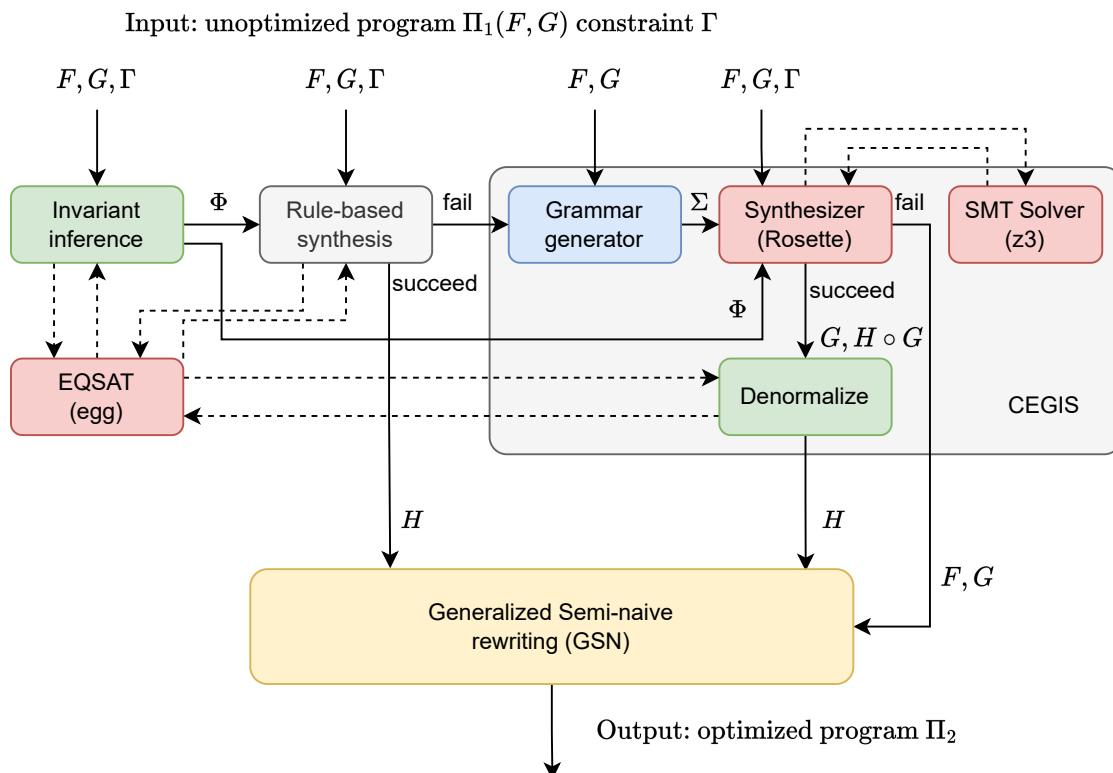 Input: unoptimized program Π₁(F, G) constraint Γ
F, G, Γ
F, G, Γ
F, G
F, G, Γ
Invariant
inference
Φ
Rule-based
synthesis
fail
Grammar
generator
Σ
Synthesizer
(Rosette)
fail
SMT Solver
(z3)
succeed
succeed
Φ
G, H ∘ G
EQSAT
(egg)
Denormalize
CEGIS
H
H
F, G
Generalized Semi-naive
rewriting (GSN)
Output: optimized program Π₂